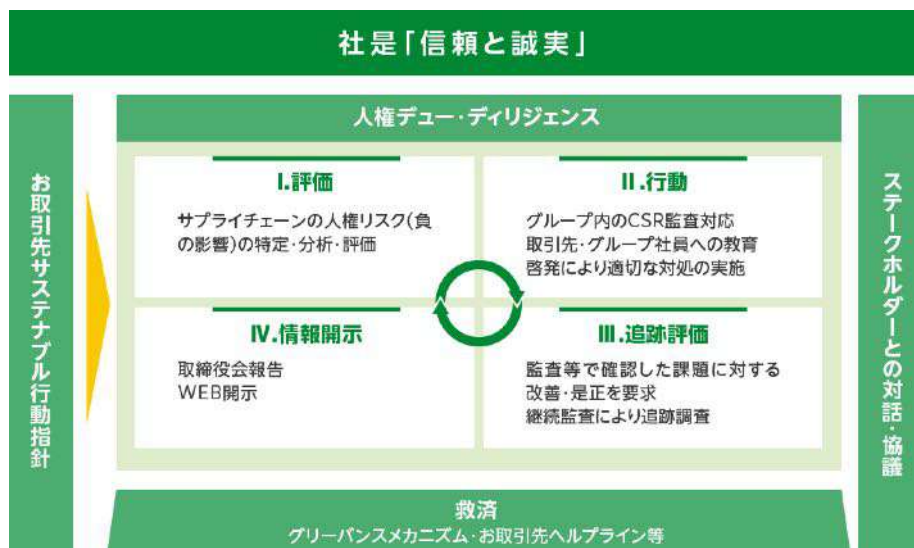 社是「信頼と誠実」
お取引先サステナブル行動指針
人権デュー・ディリジェンス
I.評価
サプライチェーンの人権リスク(負
の影響)の特定・分析・評価
II.行動
グループ内のCSR監査対応
取引先・グループ社員への教育
啓発により適切な対処の実施
IV.情報開示
取締役会報告
WEB開示
III.追跡評価
監査等で確認した課題に対する
改善・是正を要求
継続監査により追跡調査
ステークホルダーとの対話・協議
救済
グリーバンスメカニズム・お取引先ヘルプライン等